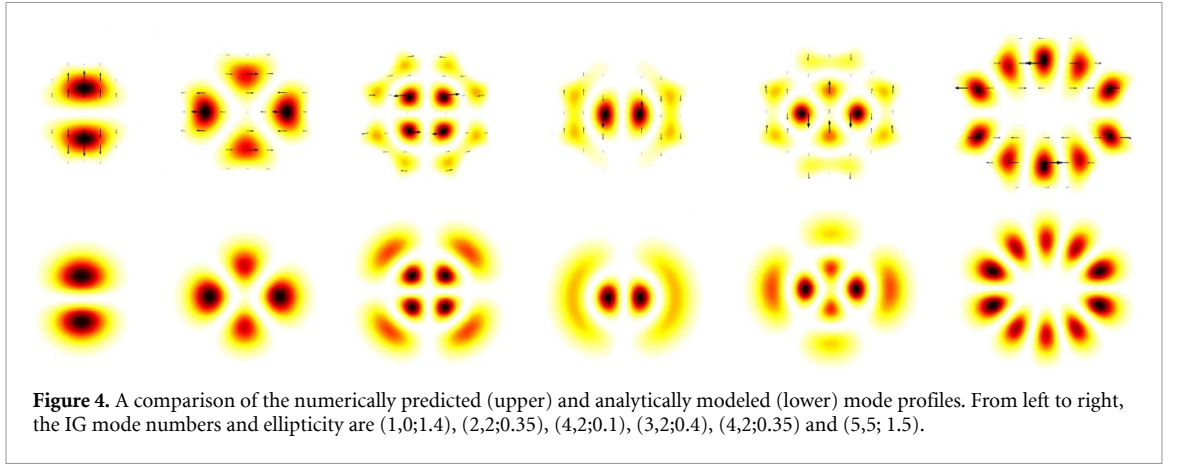 Figure 4. A comparison of the numerically predicted (upper) and analytically modeled (lower) mode profiles. From left to right,
the IG mode numbers and ellipticity are (1,0;1.4), (2,2;0.35), (4,2;0.1), (3,2;0.4), (4,2;0.35) and (5,5; 1.5).